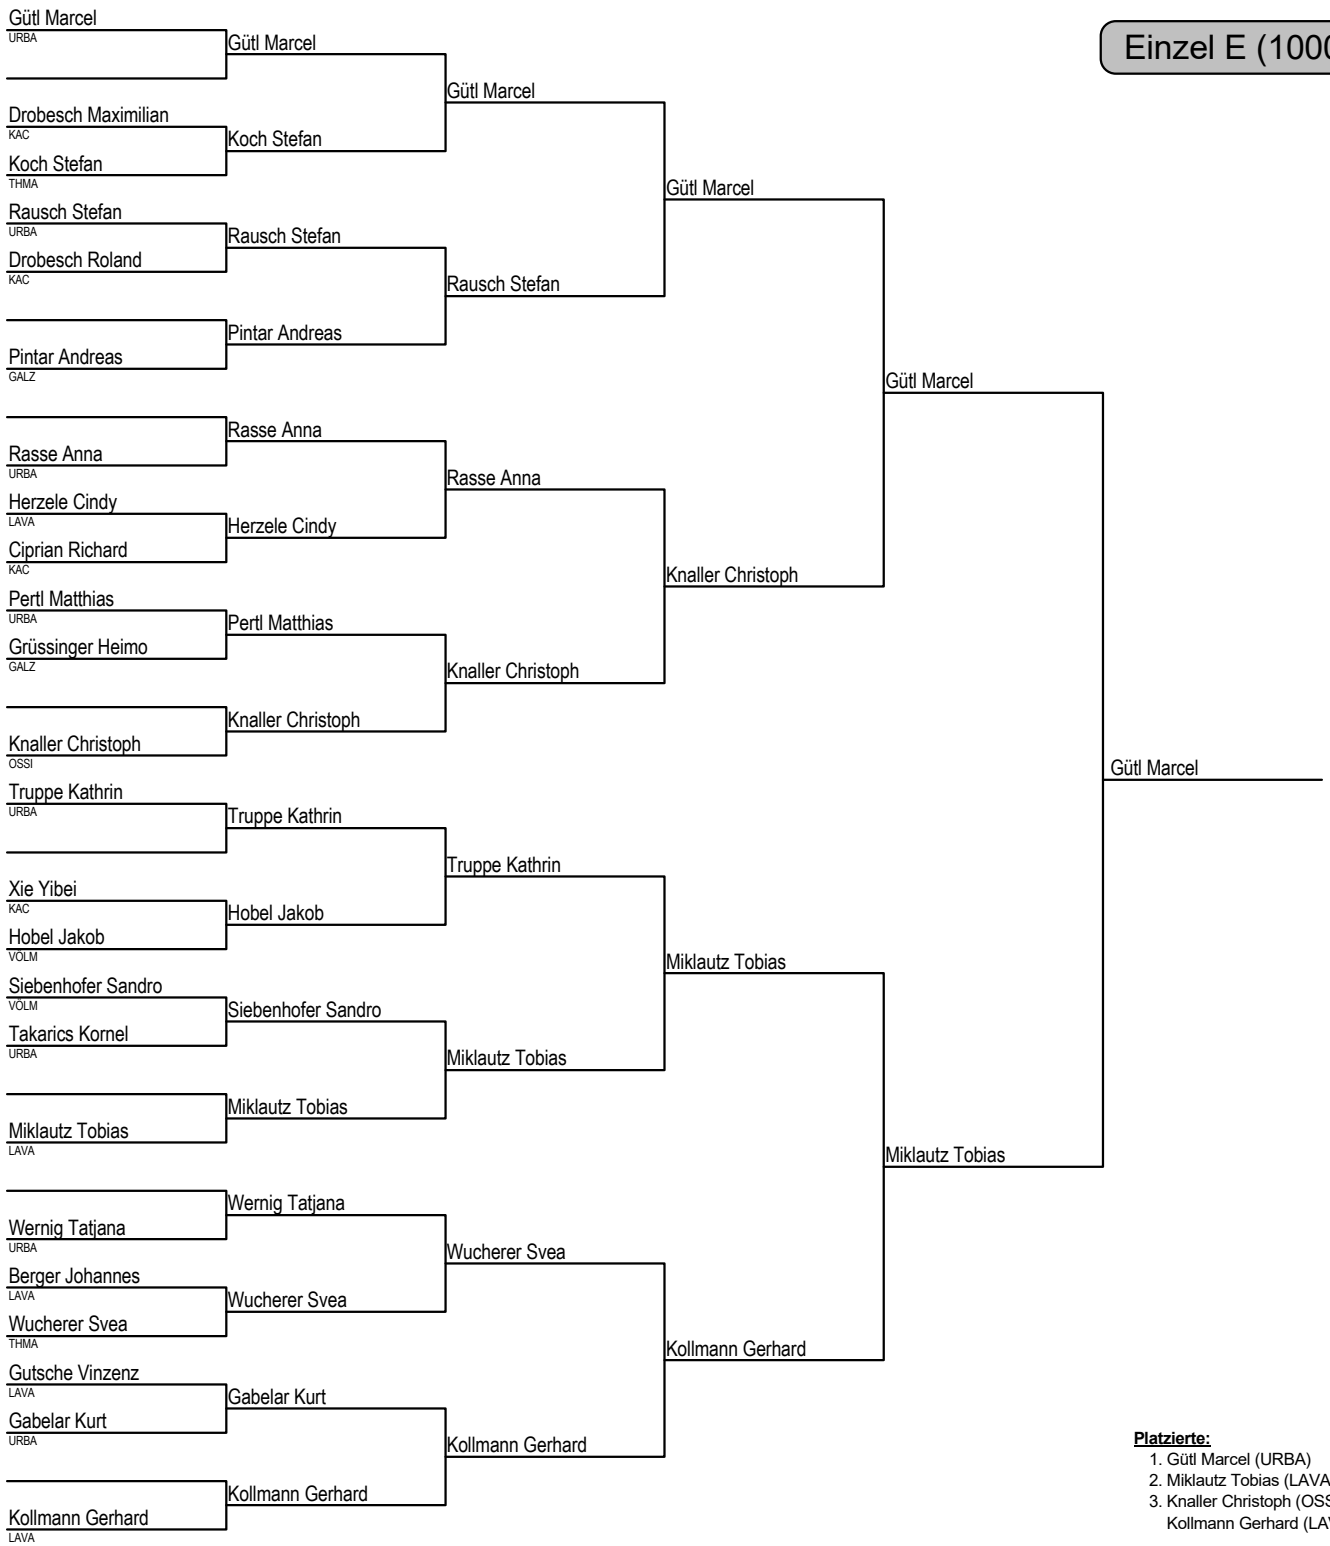 Einzel E (1000
Gütl Marcel
URBA
Drobesch Maximilian
KAC
Koch Stefan
THMA
Rausch Stefan
URBA
Drobesch Roland
KAC
Pintar Andreas
GALZ
Rasse Anna
URBA
Herzele Cindy
LAVA
Ciprian Richard
KAC
Pertl Matthias
URBA
Grüssinger Heimo
GALZ
Knaller Christoph
OSSI
Truppe Kathrin
URBA
Xie Yibei
KAC
Hobel Jakob
VÖLM
Siebenhofer Sandro
VÖLM
Takarics Kornel
URBA
Miklautz Tobias
LAVA
Wernig Tatjana
URBA
Berger Johannes
LAVA
Wucherer Svea
THMA
Gutsche Vinzenz
LAVA
Gabelar Kurt
URBA
Kollmann Gerhard
LAVA
Gütl Marcel
Koch Stefan
Rausch Stefan
Pintar Andreas
Rasse Anna
Herzele Cindy
Pertl Matthias
Knaller Christoph
Truppe Kathrin
Hobel Jakob
Siebenhofer Sandro
Miklautz Tobias
Wernig Tatjana
Wucherer Svea
Gabelar Kurt
Kollmann Gerhard
Gütl Marcel
Rausch Stefan
Rasse Anna
Knaller Christoph
Truppe Kathrin
Miklautz Tobias
Wucherer Svea
Kollmann Gerhard
Gütl Marcel
Knaller Christoph
Miklautz Tobias
Kollmann Gerhard
Gütl Marcel
Miklautz Tobias
Gütl Marcel
Platzierte:
1. Gütl Marcel (URBA)
2. Miklautz Tobias (LAVA
3. Knaller Christoph (OSS
Kollmann Gerhard (LAV